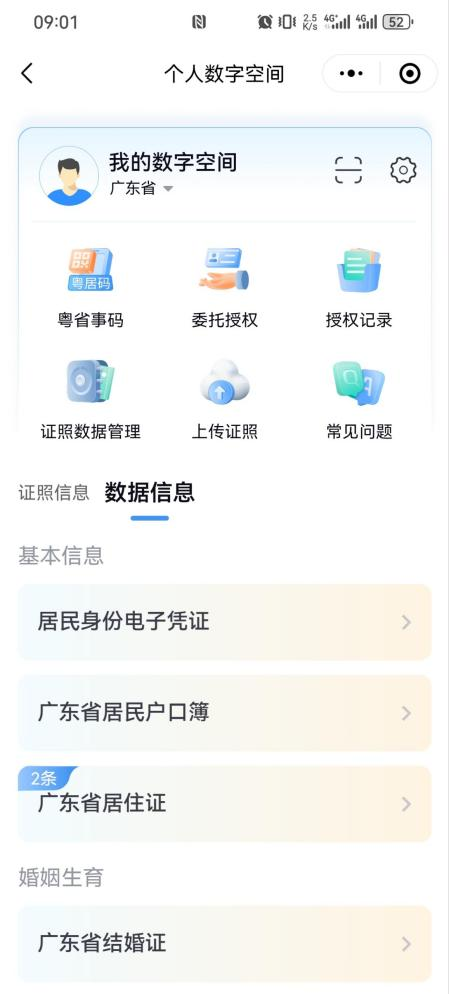 09:01
2.5
K/s
4G+
4G
52
个人数字空间
我的数字空间
广东省
粤居码
粤省事码
委托授权
授权记录
Q
A
证照数据管理
上传证照
常见问题
证照信息
数据信息
基本信息
居民身份电子凭证
广东省居民户口簿
2条
广东省居住证
婚姻生育
广东省结婚证